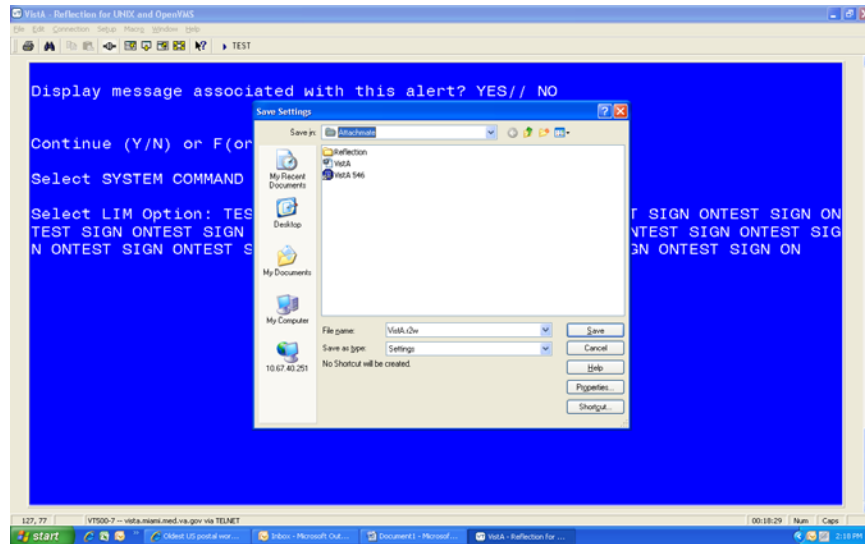 VistA - Reflection for UNIX and OpenVMS
File Edit Connection Setup Macro Window Help
TEST
Display message associated with this alert? YES// NO
Save Settings
Continue (Y/N) or F(or
Save in: Attachmate
Reflection
VistA
VistA 546
My Recent Documents
Desktop
My Documents
My Computer
10.67.40.251
Select SYSTEM COMMAND
Select LIM Option: TES T SIGN ONTEST SIGN ON
TEST SIGN ONTEST SIGN NTEST SIGN ONTEST SIG
N ONTEST SIGN ONTEST S GN ONTEST SIGN ON
File name: VistA.r2w Save
Save as type: Settings Cancel
No Shortcut will be created. Help
Properties...
Shortcut...
127, 77 VT500-7 -- vista.miami.med.va.gov via TELNET 00:18:29 Num Caps
start Oldest US postal wor... Inbox - Microsoft Out... Document1 - Microsof... VistA - Reflection for ... 2:18 PM